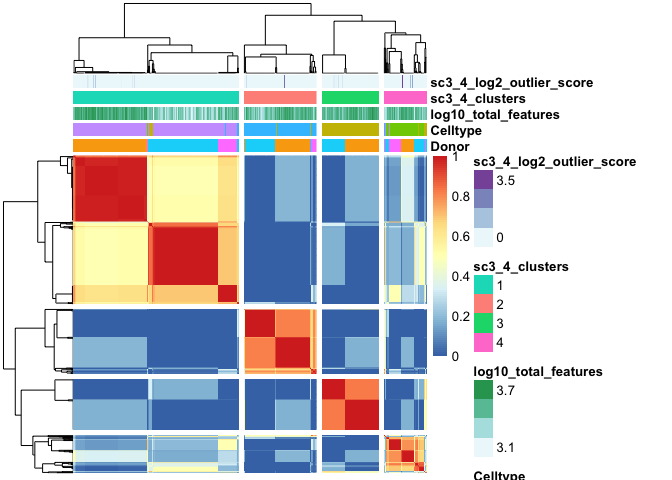 sc3_4_log2_outlier_score
sc3_4_clusters
log10_total_features
Celltype
Donor
1
0.8
0.6
0.4
0.2
0
sc3_4_log2_outlier_score
3.5
0
sc3_4_clusters
1
2
3
4
log10_total_features
3.7
3.1
Celltype